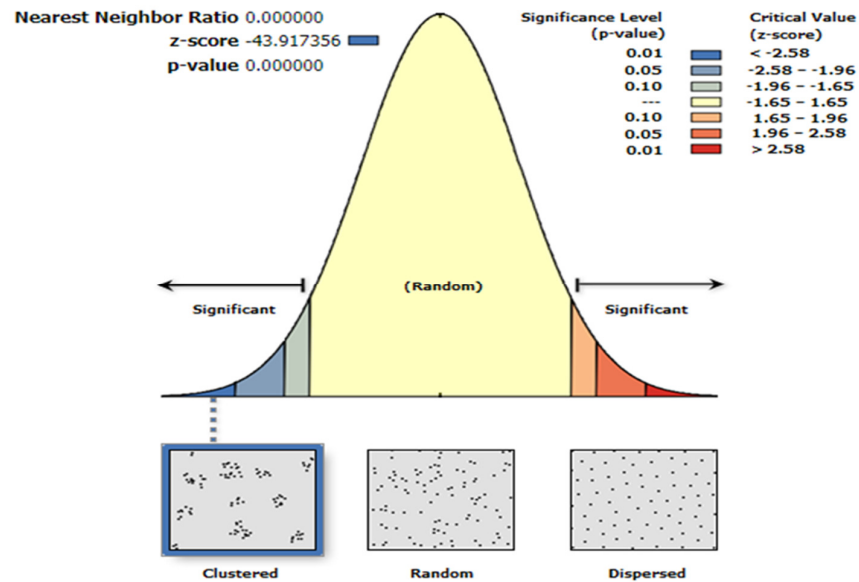 Nearest Neighbor Ratio 0.000000
z-score -43.917356
p-value 0.000000
Significance Level
(p-value)
Critical Value
(z-score)
0.01 < -2.58
0.05 -2.58 – -1.96
0.10 -1.96 – -1.65
--- -1.65 – 1.65
0.10 1.65 – 1.96
0.05 1.96 – 2.58
0.01 > 2.58
Significant
(Random)
Significant
Clustered
Random
Dispersed